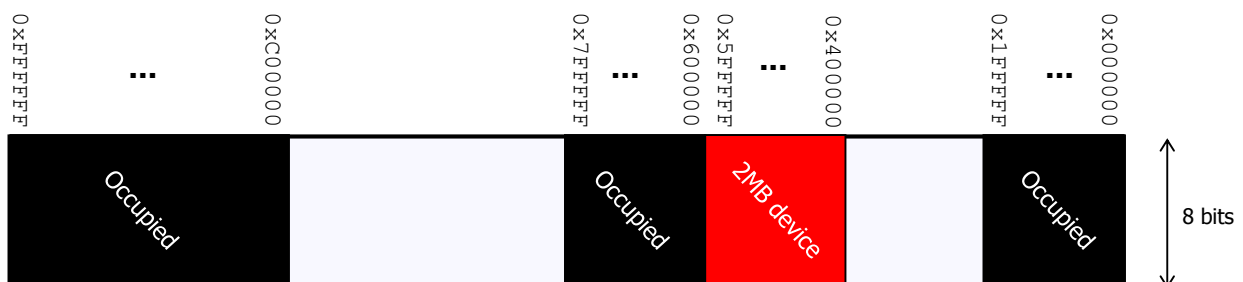 0xFFFFFF
...
0xC00000
0x7FFFFF
...
0x600000
0x5FFFFF
...
0x400000
0x1FFFFF
...
0x000000
Occupied
Occupied
2MB device
Occupied
8 bits